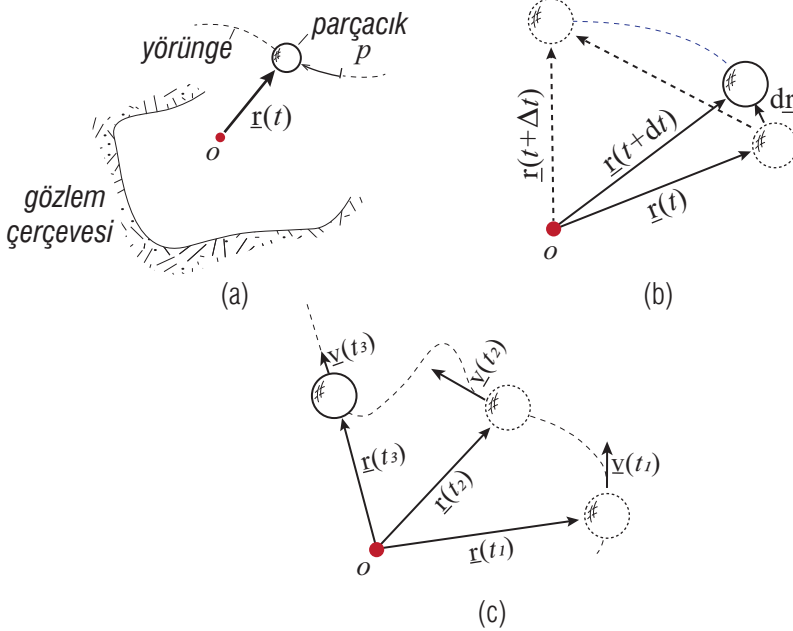 yörünge
parçacık
p
r(t)
o
gözlem
çerçevesi
(a)
r(t+Δt)
r(t+dt)
dr
r(t)
o
(b)
v(t3)
v(t2)
r(t3)
r(t2)
v(t1)
r(t1)
o
(c)